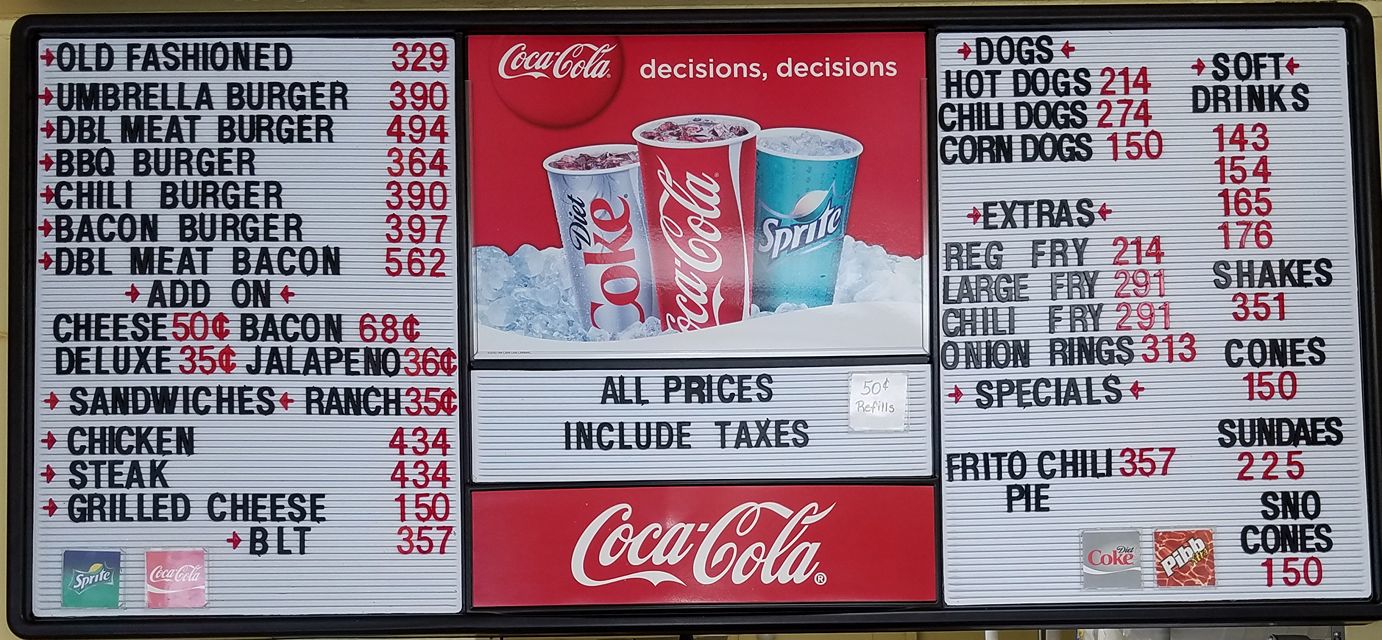 OLD FASHIONED 329
UMBRELLA BURGER 390
DBL MEAT BURGER 494
BBQ BURGER 364
CHILI BURGER 390
BACON BURGER 397
DBL MEAT BACON 562
ADD ON
CHEESE 50¢ BACON 68¢
DELUXE 35¢ JALAPENO 36¢
SANDWICHES RANCH 35¢
CHICKEN 434
STEAK 434
GRILLED CHEESE 150
BLT 357
Sprite Coca-Cola
Coca-Cola decisions, decisions
Diet Coke
Coca-Cola
Sprite
ALL PRICES
INCLUDE TAXES
50¢
Refills
Coca-Cola®
DOGS
HOT DOGS 214
CHILI DOGS 274
CORN DOGS 150
EXTRAS
REG FRY 214
LARGE FRY 291
CHILI FRY 291
ONION RINGS 313
SPECIALS
FRITO CHILI 357
PIE
SOFT
DRINKS
143
154
165
176
SHAKES
351
CONES
150
SUNDAES
225
SNO
CONES
150
Diet Coke
Pibb Xtra